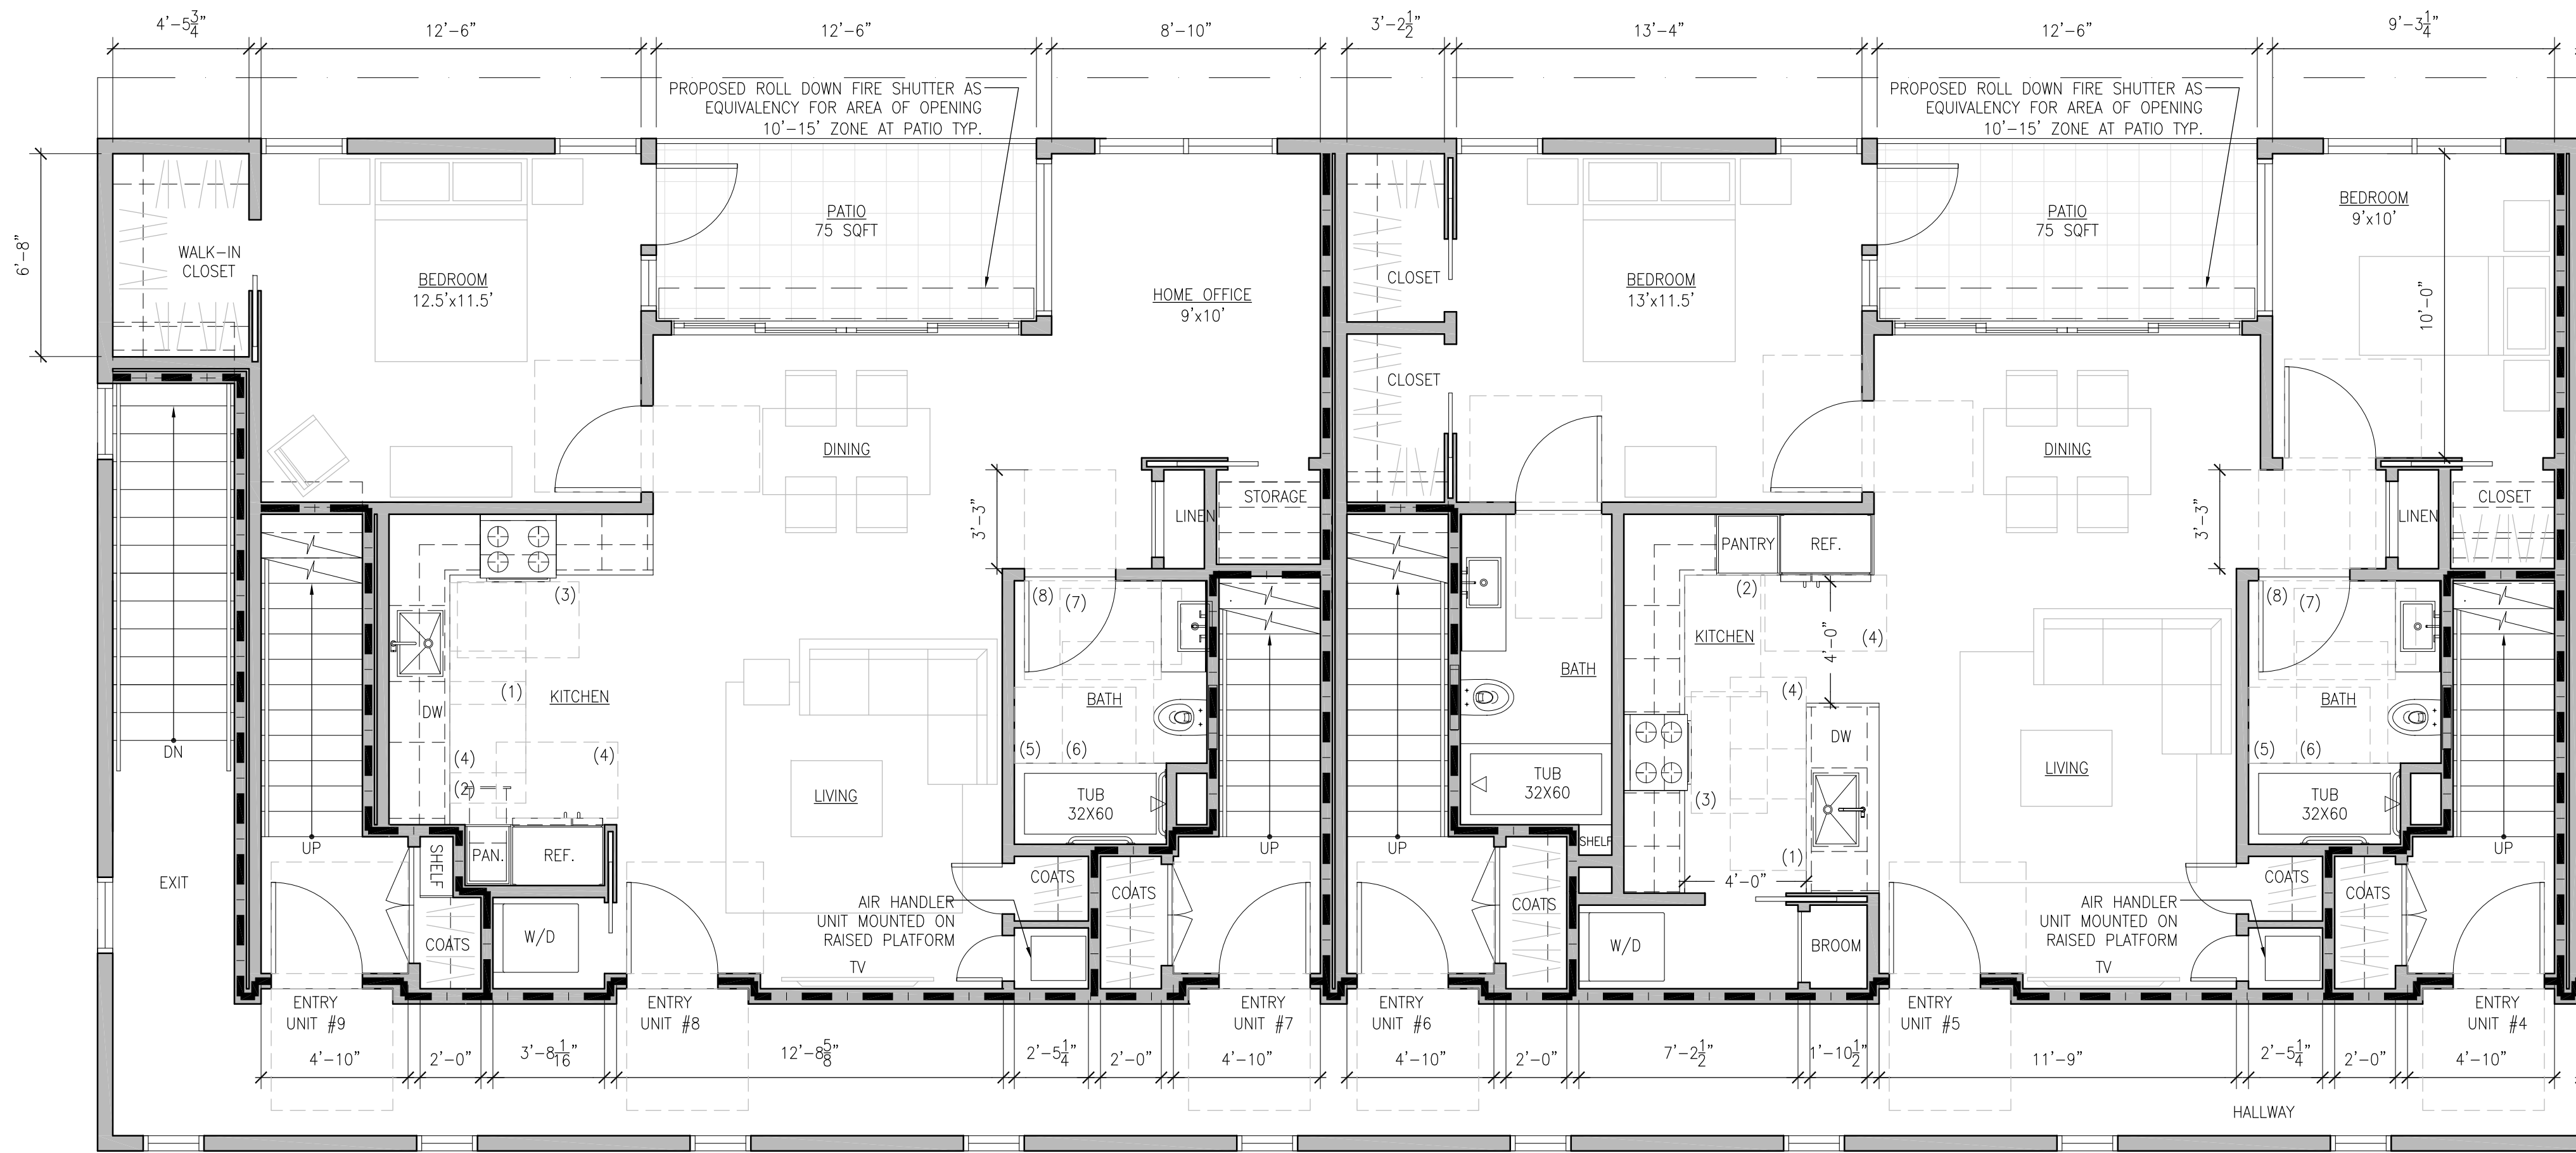 4'-5 3/4"
12'-6"
12'-6"
8'-10"
3'-2 1/2"
13'-4"
12'-6"
9'-3 1/4"
PROPOSED ROLL DOWN FIRE SHUTTER AS
EQUIVALENCY FOR AREA OF OPENING
10'-15' ZONE AT PATIO TYP.
PROPOSED ROLL DOWN FIRE SHUTTER AS
EQUIVALENCY FOR AREA OF OPENING
10'-15' ZONE AT PATIO TYP.
6'-8"
WALK-IN
CLOSET
BEDROOM
12.5'x11.5'
PATIO
75 SQFT
HOME OFFICE
9'x10'
CLOSET
CLOSET
BEDROOM
13'x11.5'
PATIO
75 SQFT
BEDROOM
9'x10'
10'-0"
DINING
3'-3"
LINEN
STORAGE
DINING
3'-3"
LINEN
CLOSET
PANTRY
REF.
(3)
(8)
(7)
(2)
(4)
(8)
(7)
KITCHEN
4'-0"
(1)
KITCHEN
DW
BATH
BATH
(4)
BATH
DN
(4)
(4)
(2)
(5)
(6)
DW
(5)
(6)
LIVING
TUB
32X60
TUB
32X60
(3)
LIVING
TUB
32X60
UP
SHELF
PAN.
REF.
UP
UP
SHELF
(1)
UP
EXIT
COATS
COATS
COATS
4'-0"
COATS
COATS
AIR HANDLER
UNIT MOUNTED ON
RAISED PLATFORM
AIR HANDLER
UNIT MOUNTED ON
RAISED PLATFORM
COATS
W/D
W/D
BROOM
TV
TV
ENTRY
UNIT #9
ENTRY
UNIT #8
ENTRY
UNIT #7
ENTRY
UNIT #6
ENTRY
UNIT #5
ENTRY
UNIT #4
4'-10"
2'-0"
3'-8 1/16"
12'-8 5/8"
2'-5 1/4"
2'-0"
4'-10"
4'-10"
2'-0"
7'-2 1/2"
1'-10 1/2"
11'-9"
2'-5 1/4"
2'-0"
4'-10"
HALLWAY